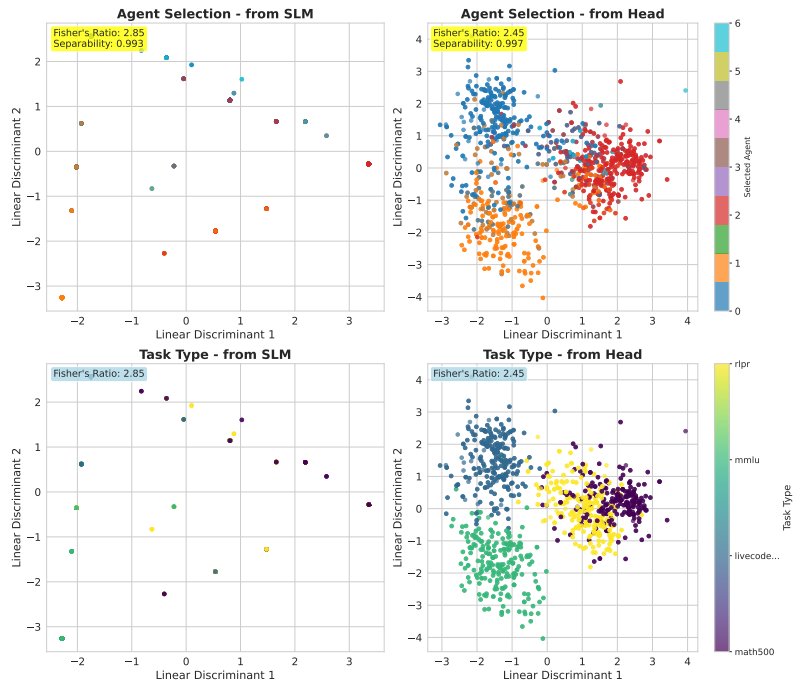 Agent Selection - from SLM
Fisher's Ratio: 2.85
Separability: 0.993
2
1
0
−1
−2
−3
−2
−1
0
1
2
3
Linear Discriminant 2
Linear Discriminant 1
Agent Selection - from Head
Fisher's Ratio: 2.45
Separability: 0.997
4
3
2
1
0
−1
−2
−3
−4
−3
−2
−1
0
1
2
3
4
Linear Discriminant 2
Linear Discriminant 1
6
5
4
3
2
1
0
Selected Agent
Task Type - from SLM
Fisher's Ratio: 2.85
2
1
0
−1
−2
−3
−2
−1
0
1
2
3
Linear Discriminant 2
Linear Discriminant 1
Task Type - from Head
Fisher's Ratio: 2.45
4
3
2
1
0
−1
−2
−3
−4
−3
−2
−1
0
1
2
3
4
Linear Discriminant 2
Linear Discriminant 1
rlpr
mmlu
livecode...
math500
Task Type